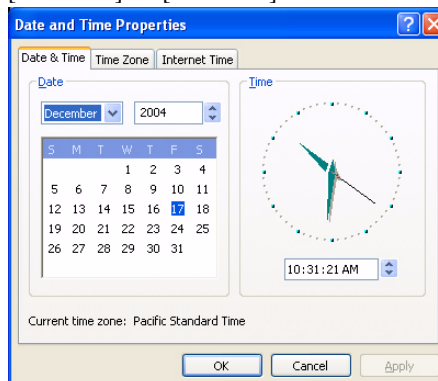 Date and Time Properties
Date & Time Time Zone Internet Time
Date
December 2004
S M T W T F S
1 2 3 4
5 6 7 8 9 10 11
12 13 14 15 16 17 18
19 20 21 22 23 24 25
26 27 28 29 30 31
Time
10:31:21 AM
Current time zone: Pacific Standard Time
OK Cancel Apply